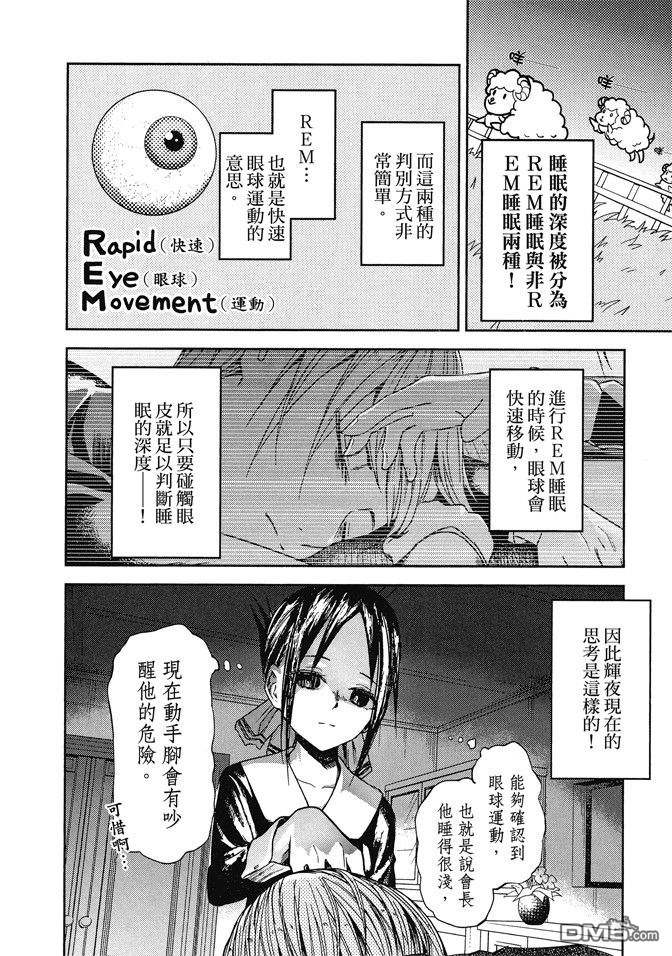 睡眠的深度被分為
REM睡眠與非R
EM睡眠兩種！
而這兩種的
判別方式非
常簡單。
REM…
也就是快速
眼球運動的
意思。
Rapid（快速）
Eye（眼球）
Movement（運動）
進行REM睡眠
的時候，眼球會
快速移動，
所以只要碰觸眼
皮就足以判斷睡
眠的深度——！
因此輝夜現在的
思考是這樣的！
能夠確認到
眼球運動，
也就是說會長
他睡得很淺，
現在動手腳會有吵
醒他的危險。
可惜啊…
DM5.com